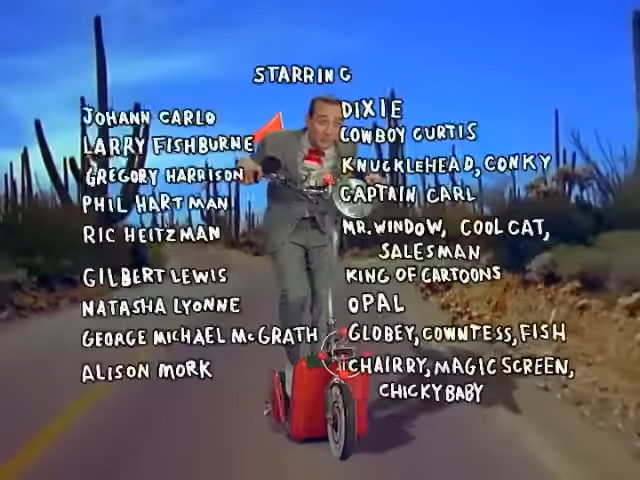 STARRING
JOHANN CARLO DIXIE
LARRY FISHBURNE COWBOY CURTIS
GREGORY HARRISON KNUCKLEHEAD, CONKY
PHIL HARTMAN CAPTAIN CARL
RIC HEITZMAN MR. WINDOW, COOL CAT,
SALESMAN
GILBERT LEWIS KING OF CARTOONS
NATASHA LYONNE OPAL
GEORGE MICHAEL McGRATH GLOBEY, COWNTESS, FISH
ALISON MORK CHAIRRY, MAGIC SCREEN,
CHICKY BABY